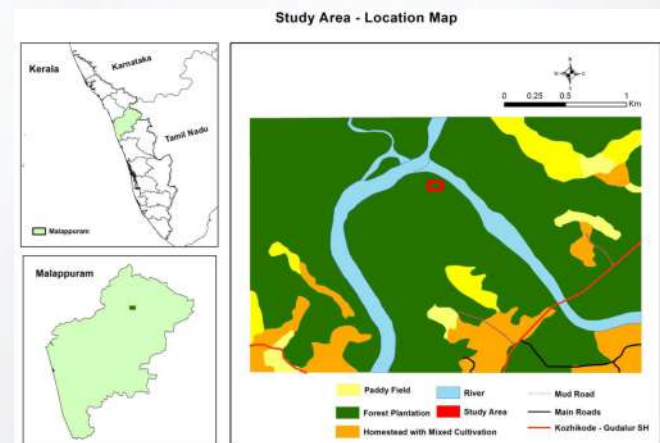 Study Area - Location Map
Kerala
Karnataka
Tamil Nadu
Malappuram
Malappuram
0 0.25 0.5 1
Km
Paddy Field
Forest Plantation
Homestead with Mixed Cultivation
River
Study Area
Mud Road
Main Roads
Kozhikode - Gudalur SH